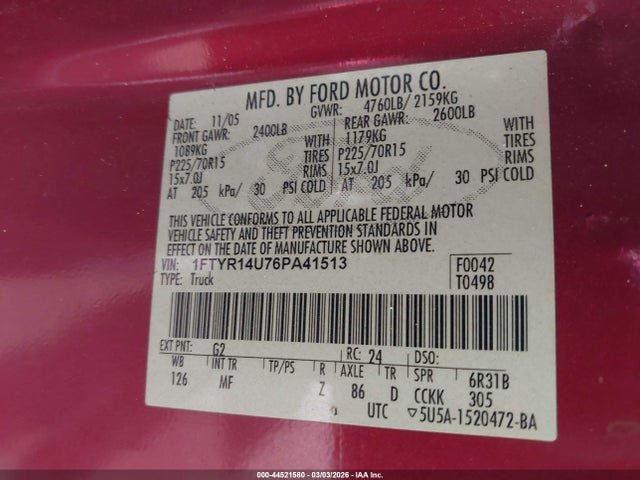 MFD. BY FORD MOTOR CO.
DATE: 11/05 GVWR: 4760LB/ 2159KG
FRONT GAWR: 2400LB REAR GAWR: 2600LB
1089KG 1179KG
P225/70R15 TIRES P225/70R15 TIRES
15x7.0J RIMS 15x7.0J RIMS
AT 205 kPa/ 30 PSI COLD AT 205 kPa/ 30 PSI COLD
THIS VEHICLE CONFORMS TO ALL APPLICABLE FEDERAL MOTOR
VEHICLE SAFETY AND THEFT PREVENTION STANDARDS IN
EFFECT ON THE DATE OF MANUFACTURE SHOWN ABOVE.
VIN: 1FTYR14U76PA41513 F0042
TYPE: Truck T0498
EXT PNT: G2 RC: 24 DSO:
WB INT TR TP/PS R AXLE TR SPR 6R31B
126 MF Z 86 D CCKK 305
UTC ▽5U5A-1520472-BA
000-44521580 - 03/03/2026 - IAA Inc.